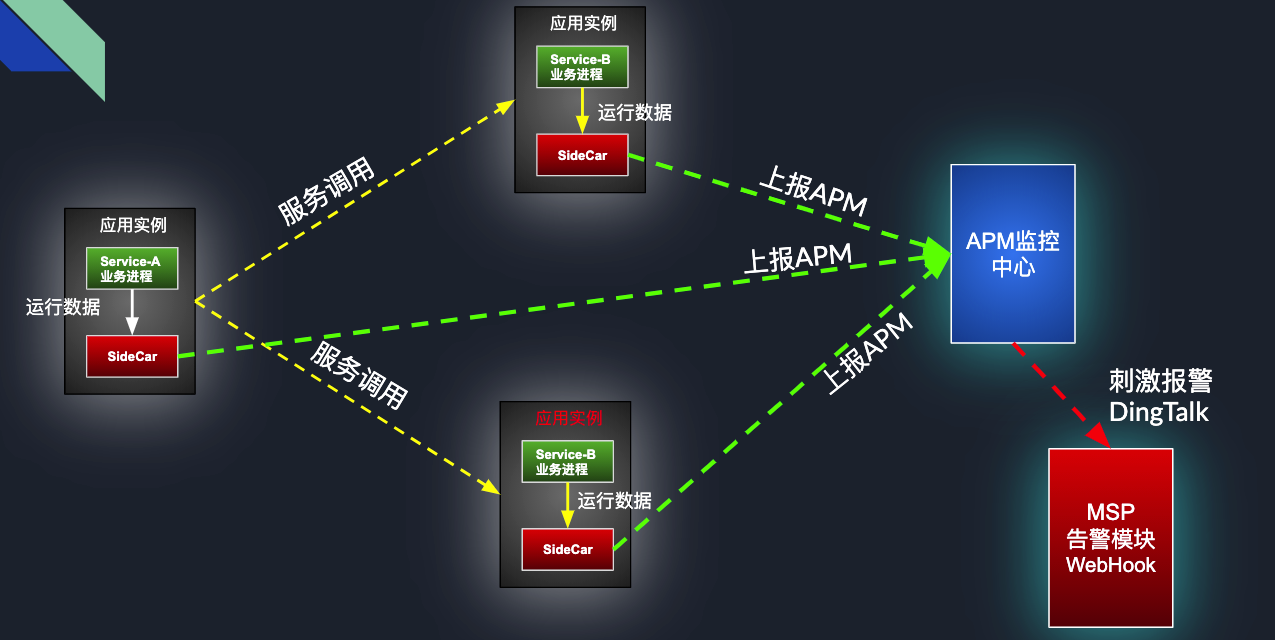 应用实例
Service-A
业务进程
运行数据
SideCar
服务调用
服务调用
应用实例
Service-B
业务进程
运行数据
SideCar
应用实例
Service-B
业务进程
运行数据
SideCar
上报APM
上报APM
上报APM
APM监控
中心
刺激报警
DingTalk
MSP
告警模块
WebHook